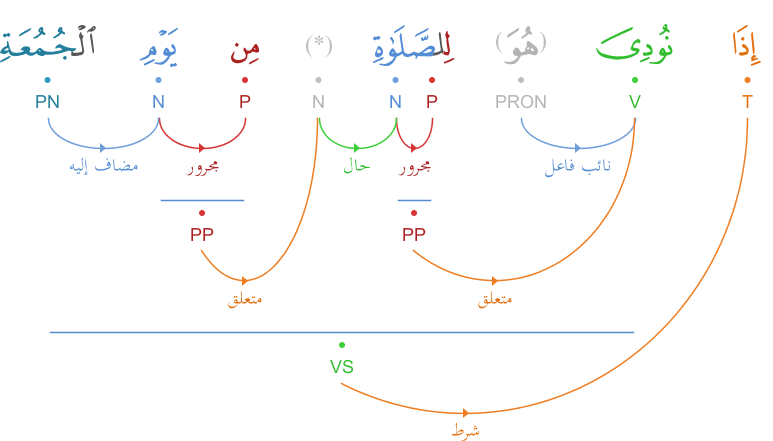 إِذَا نُودِىَ (هُوَ) لِلصَّلَوٰةِ (*) مِن يَوْمِ ٱلْجُمُعَةِ
T V PRON P N N P N PN
نائب فاعل مجرور حال مجرور مضاف إليه
PP PP
متعلق متعلق
VS
شرط